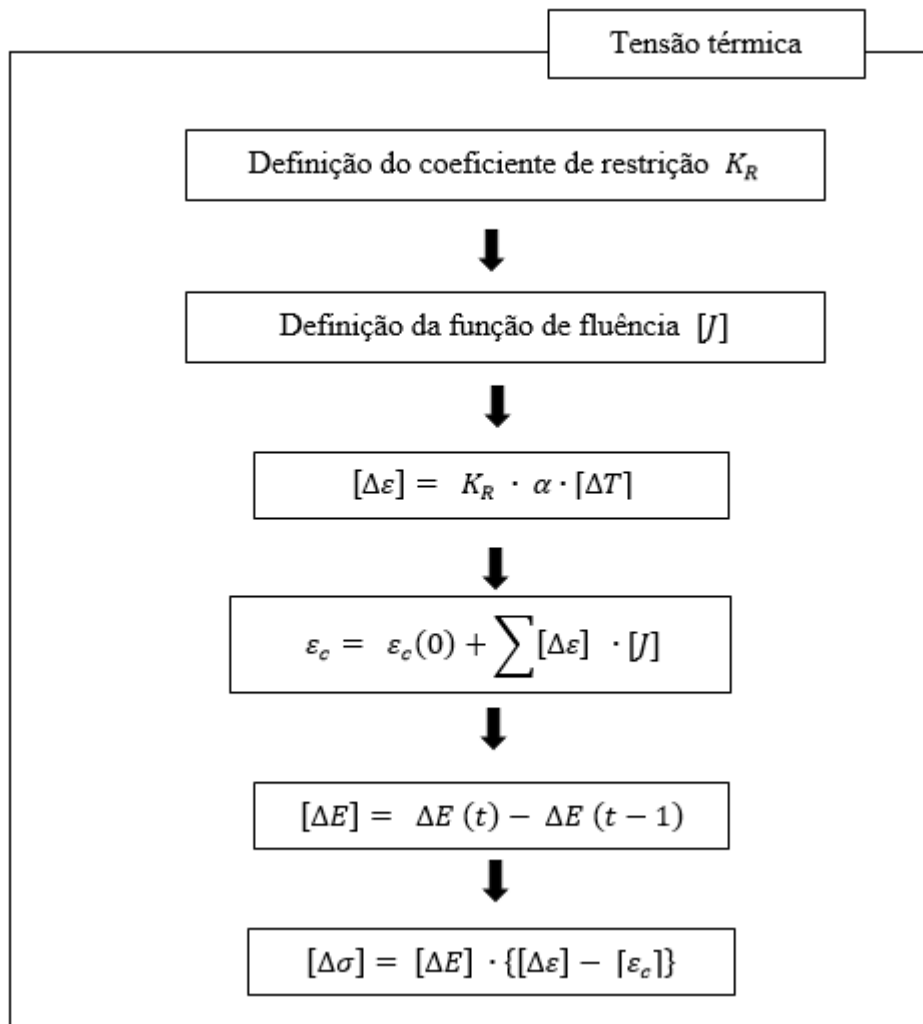 Tensão térmica
Definição do coeficiente de restrição K_R
Definição da função de fluência [J]
[Δε] = K_R · α · ⌈ΔT⌉
ε_c = ε_c(0) + ∑[Δε] · [J]
[ΔE] = ΔE (t) − ΔE (t − 1)
[Δσ] = [ΔE] · {[Δε] − ⌈ε_c⌉}